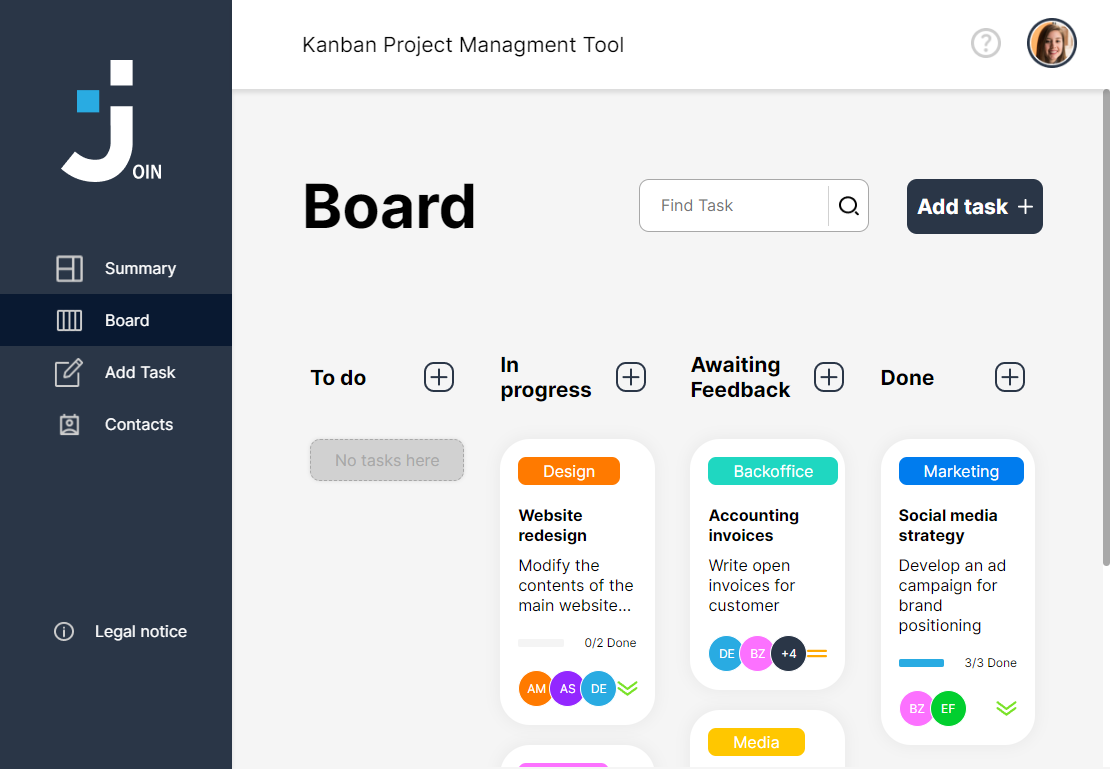 Kanban Project Managment Tool
?
OIN
Summary
Board
Add Task
Contacts
Legal notice
Board
Find Task
Add task +
To do
In
progress
Awaiting
Feedback
Done
No tasks here
Design
Website
redesign
Modify the
contents of the
main website...
0/2 Done
AM AS DE
Backoffice
Accounting
invoices
Write open
invoices for
customer
DE BZ +4
Media
Marketing
Social media
strategy
Develop an ad
campaign for
brand
positioning
3/3 Done
BZ EF